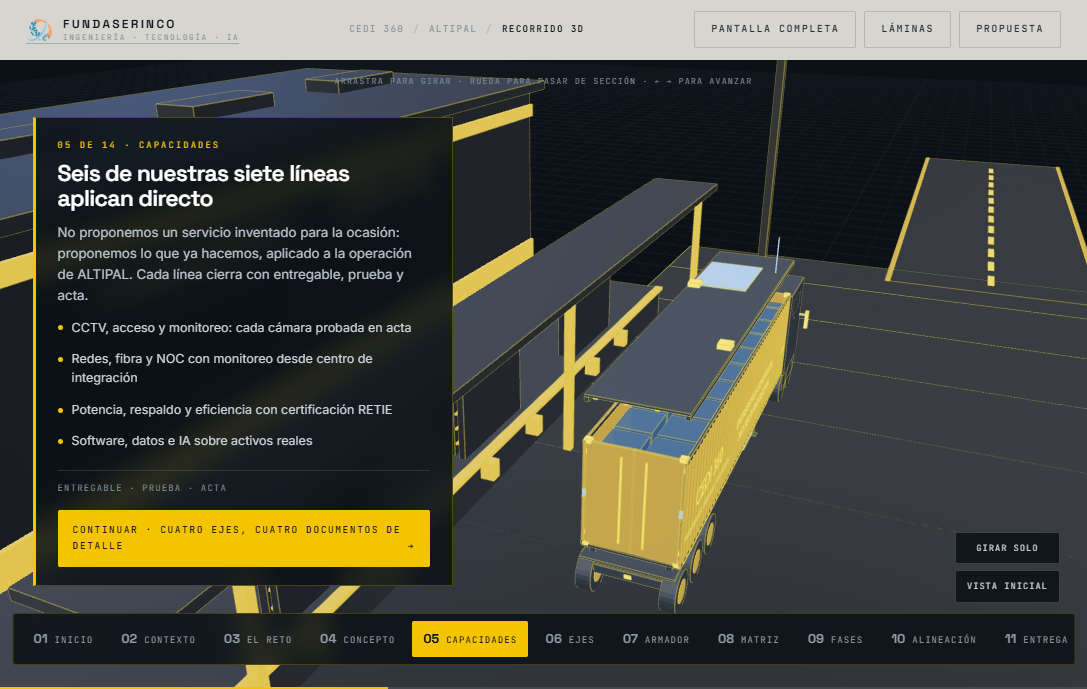 FUNDASERINCO
INGENIERÍA · TECNOLOGÍA · IA
CEDI 360 / ALTIPAL / RECORRIDO 3D
PANTALLA COMPLETA
LÁMINAS
PROPUESTA
ARRASTRA PARA GIRAR · RUEDA PARA PASAR DE SECCIÓN · ← → PARA AVANZAR
05 DE 14 · CAPACIDADES
Seis de nuestras siete líneas
aplican directo
No proponemos un servicio inventado para la ocasión:
proponemos lo que ya hacemos, aplicado a la operación
de ALTIPAL. Cada línea cierra con entregable, prueba y
acta.
CCTV, acceso y monitoreo: cada cámara probada en acta
Redes, fibra y NOC con monitoreo desde centro de
integración
Potencia, respaldo y eficiencia con certificación RETIE
Software, datos e IA sobre activos reales
ENTREGABLE · PRUEBA · ACTA
CONTINUAR · CUATRO EJES, CUATRO DOCUMENTOS DE
DETALLE →
GIRAR SOLO
VISTA INICIAL
01 INICIO 02 CONTEXTO 03 EL RETO 04 CONCEPTO 05 CAPACIDADES 06 EJES 07 ARMADOR 08 MATRIZ 09 FASES 10 ALINEACIÓN 11 ENTREGA